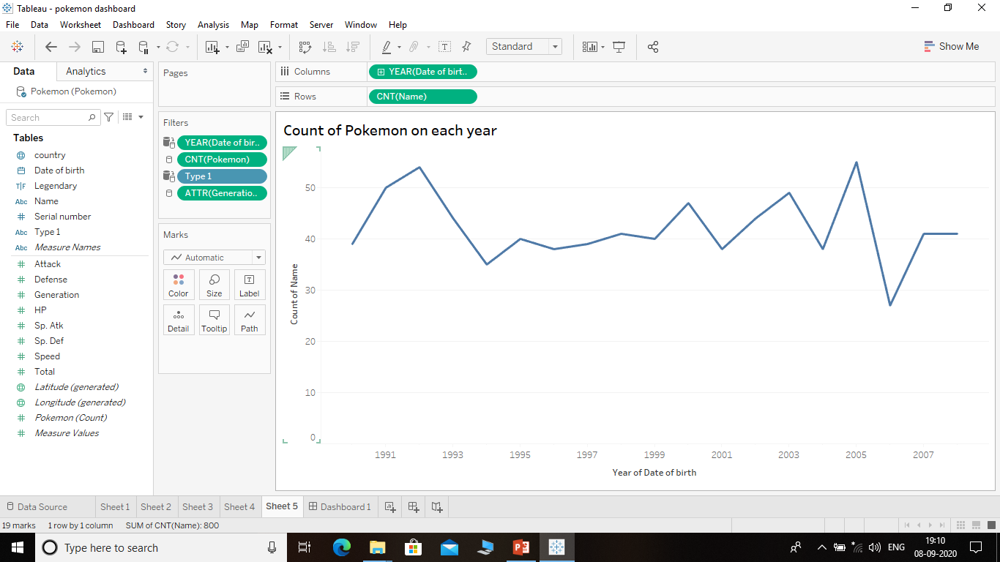 Tableau - pokemon dashboard
File Data Worksheet Dashboard Story Analysis Map Format Server Window Help
Standard
Show Me
Data Analytics
Pokemon (Pokemon)
Search
Tables
country
Date of birth
T|F Legendary
Abc Name
# Serial number
Abc Type 1
Abc Measure Names
# Attack
# Defense
# Generation
# HP
# Sp. Atk
# Sp. Def
# Speed
# Total
Latitude (generated)
Longitude (generated)
# Pokemon (Count)
# Measure Values
Pages
Filters
YEAR(Date of bir..
CNT(Pokemon)
Type 1
ATTR(Generatio..
Marks
Automatic
Color Size Label
Detail Tooltip Path
Columns YEAR(Date of birt..
Rows CNT(Name)
Count of Pokemon on each year
50
40
30
20
10
0
Count of Name
1991 1993 1995 1997 1999 2001 2003 2005 2007
Year of Date of birth
Data Source Sheet 1 Sheet 2 Sheet 3 Sheet 4 Sheet 5 Dashboard 1
19 marks 1 row by 1 column SUM of CNT(Name): 800
Type here to search
ENG
19:10
08-09-2020